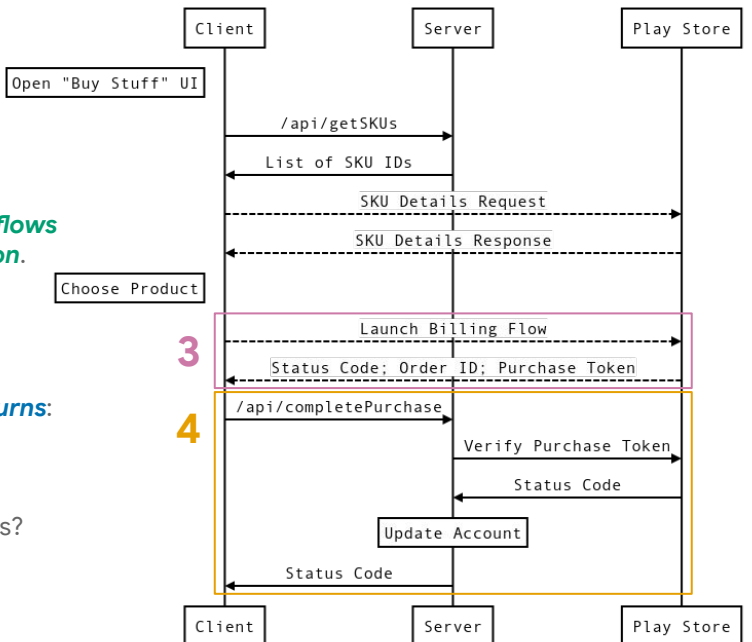 Client Server Play Store
Open "Buy Stuff" UI
/api/getSKUs
List of SKU IDs
SKU Details Request
flows
SKU Details Response
on.
Choose Product
Launch Billing Flow
3
Status Code; Order ID; Purchase Token
/api/completePurchase
urns:
4
Verify Purchase Token
Status Code
s?
Update Account
Status Code
Client Server Play Store